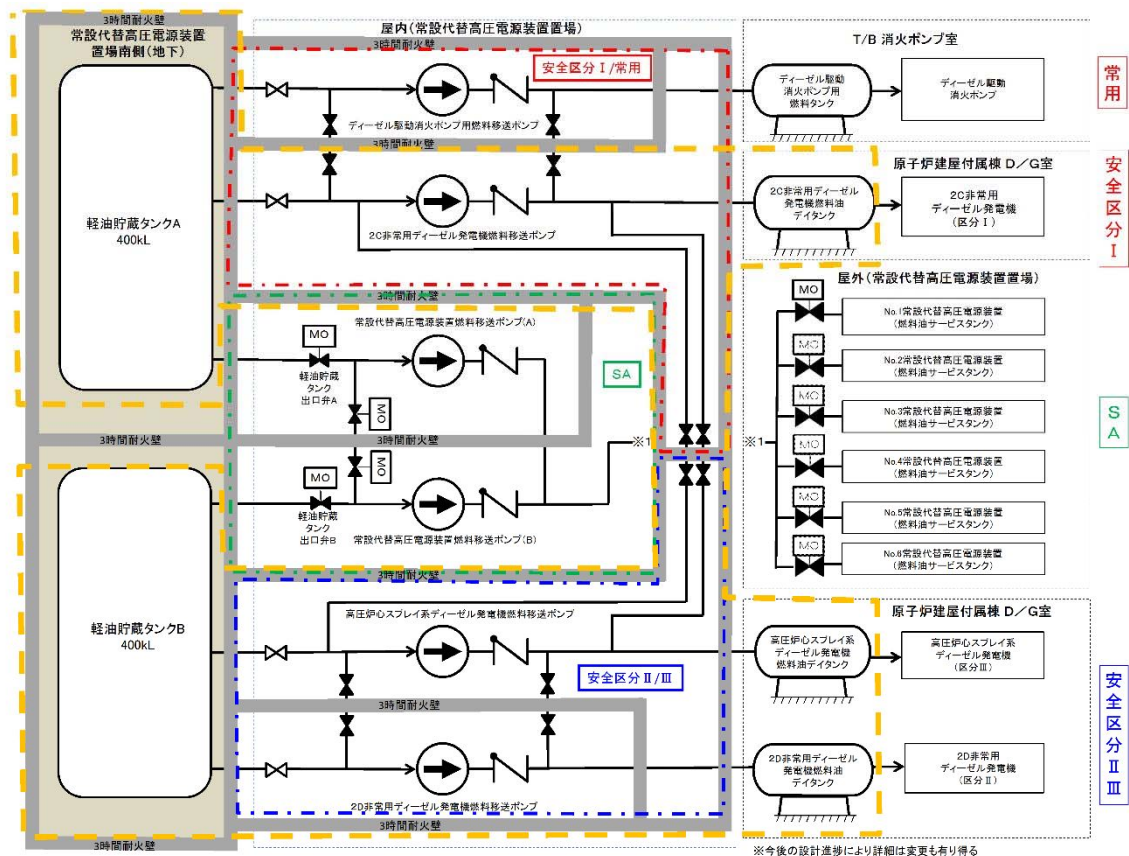 3時間耐火壁
常設代替高圧電源装置
置場南側(地下)
屋内(常設代替高圧電源装置置場)
3時間耐火壁
安全区分Ⅰ/常用
T/B 消火ポンプ室
ディーゼル駆動
消火ポンプ用
燃料タンク
ディーゼル駆動
消火ポンプ
常用
ディーゼル駆動消火ポンプ用燃料移送ポンプ
3時間耐火壁
原子炉建屋付属棟 D/G室
2C非常用ディーゼル
発電機燃料油
デイタンク
2C非常用
ディーゼル発電機
(区分Ⅰ)
安全区分Ⅰ
軽油貯蔵タンクA
400kL
2C非常用ディーゼル発電機燃料移送ポンプ
屋外(常設代替高圧電源装置置場)
3時間耐火壁
常設代替高圧電源装置燃料移送ポンプ(A)
MO
軽油貯蔵
タンク
出口弁A
SA
MO
3時間耐火壁
3時間耐火壁
※1
MO
MO
軽油貯蔵
タンク
出口弁B
常設代替高圧電源装置燃料移送ポンプ(B)
※1
MO
No.1常設代替高圧電源装置
(燃料油サービスタンク)
MO
No.2常設代替高圧電源装置
(燃料油サービスタンク)
MO
No.3常設代替高圧電源装置
(燃料油サービスタンク)
MO
No.4常設代替高圧電源装置
(燃料油サービスタンク)
MO
No.5常設代替高圧電源装置
(燃料油サービスタンク)
MO
No.6常設代替高圧電源装置
(燃料油サービスタンク)
SA
3時間耐火壁
高圧炉心スプレイ系ディーゼル発電機燃料移送ポンプ
軽油貯蔵タンクB
400kL
安全区分Ⅱ/Ⅲ
原子炉建屋付属棟 D/G室
高圧炉心スプレイ系
ディーゼル発電機
燃料油デイタンク
高圧炉心スプレイ系
ディーゼル発電機
(区分Ⅲ)
安全区分ⅡⅢ
3時間耐火壁
2D非常用ディーゼル
発電機燃料油
デイタンク
2D非常用
ディーゼル発電機
(区分Ⅱ)
2D非常用ディーゼル発電機燃料移送ポンプ
3時間耐火壁
3時間耐火壁
※今後の設計進捗により詳細は変更も有り得る